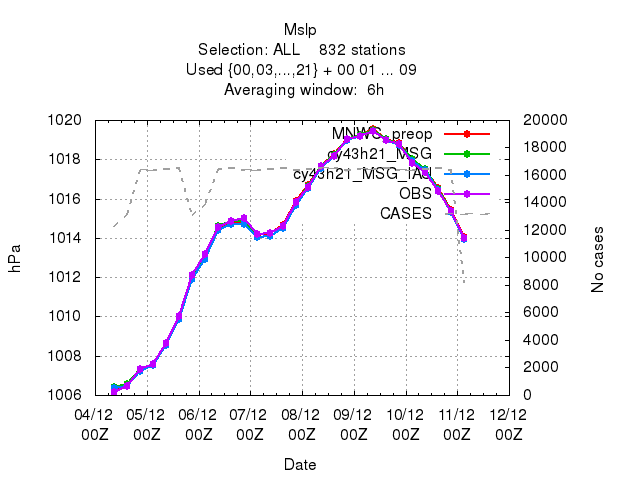 Mslp
Selection: ALL 832 stations
Used {00,03,...,21} + 00 01 ... 09
Averaging window: 6h
1020
1018
1016
1014
1012
1010
1008
1006
hPa
20000
18000
16000
14000
12000
10000
8000
6000
4000
2000
0
No cases
MNWC_preop
cy43h21_MSG
cy43h21_MSG_IASI
OBS
CASES
04/12 05/12 06/12 07/12 08/12 09/12 10/12 11/12 12/12
00Z 00Z 00Z 00Z 00Z 00Z 00Z 00Z 00Z
Date